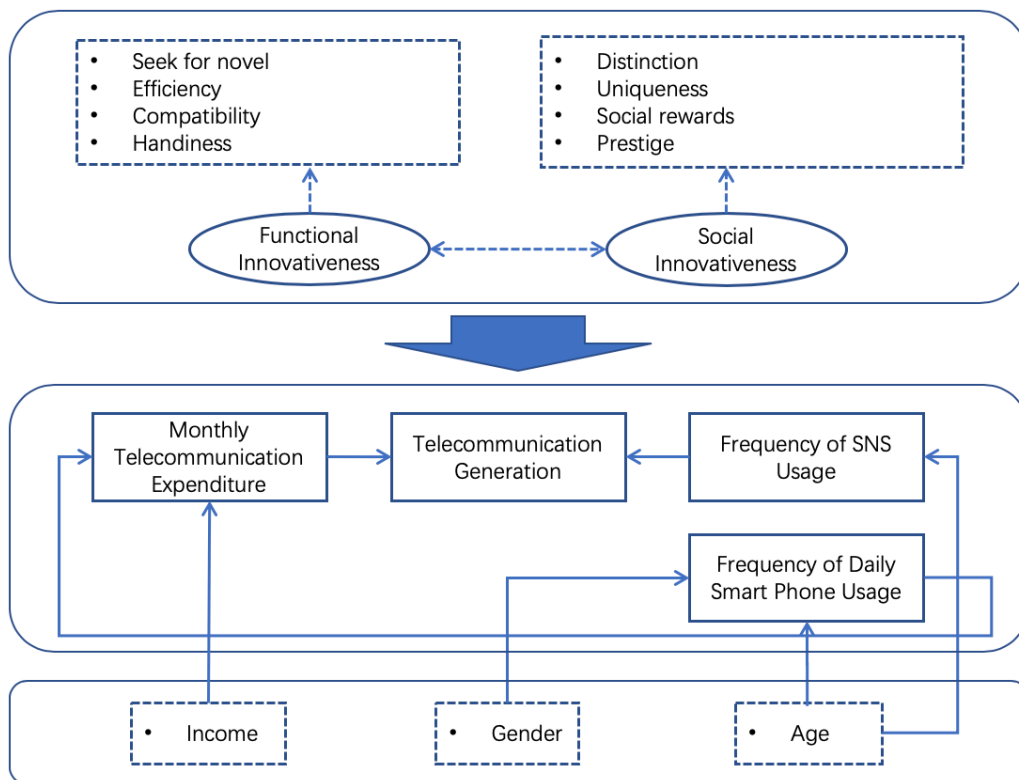 • Seek for novel
• Efficiency
• Compatibility
• Handiness
• Distinction
• Uniqueness
• Social rewards
• Prestige
Functional
Innovativeness
Social
Innovativeness
Monthly
Telecommunication
Expenditure
Telecommunication
Generation
Frequency of SNS
Usage
Frequency of Daily
Smart Phone Usage
• Income
• Gender
• Age